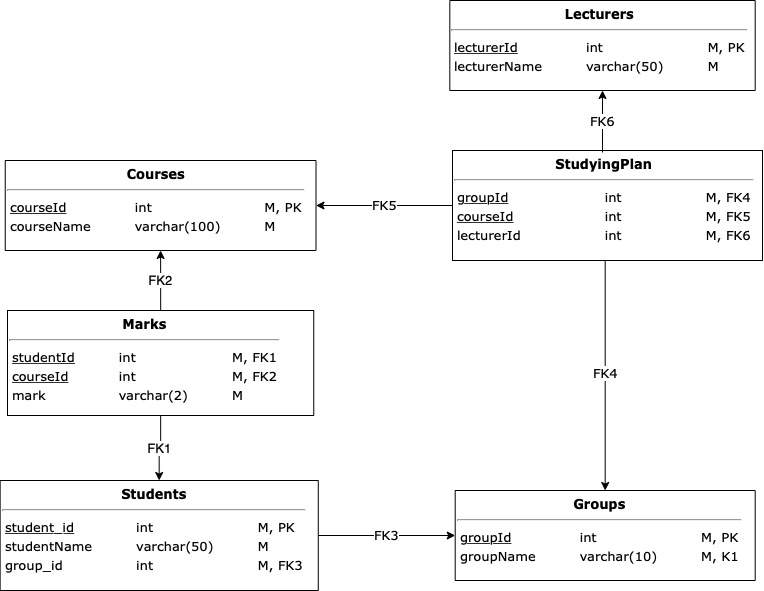 Lecturers
lecturerId int M, PK
lecturerName varchar(50) M
FK6
StudyingPlan
groupId int M, FK4
courseId int M, FK5
lecturerId int M, FK6
Courses
courseId int M, PK
courseName varchar(100) M
FK5
FK2
Marks
studentId int M, FK1
courseId int M, FK2
mark varchar(2) M
FK4
FK1
Students
student_id int M, PK
studentName varchar(50) M
group_id int M, FK3
FK3
Groups
groupId int M, PK
groupName varchar(10) M, K1